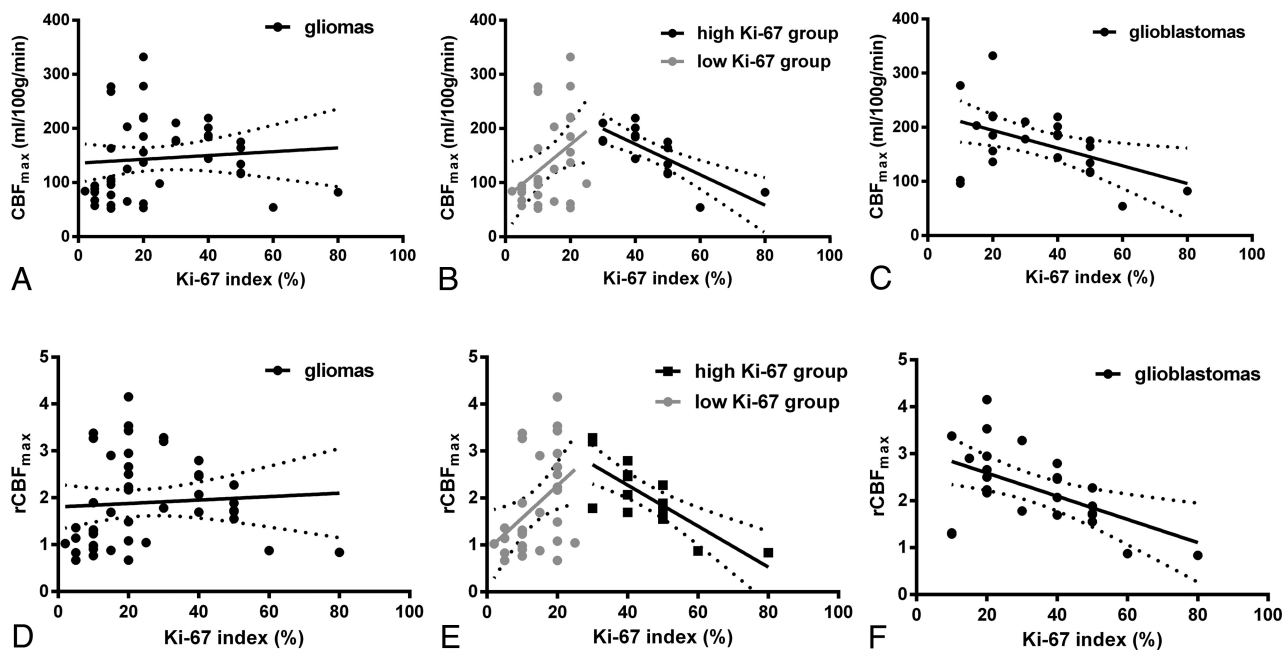 400
300
200
100
0
CBFmax (ml/100g/min)
gliomas
0 20 40 60 80 100
Ki-67 index (%)
A
400
300
200
100
0
CBFmax (ml/100g/min)
high Ki-67 group
low Ki-67 group
0 20 40 60 80 100
Ki-67 index (%)
B
400
300
200
100
0
CBFmax (ml/100g/min)
glioblastomas
0 20 40 60 80 100
Ki-67 index (%)
C
5
4
3
2
1
0
rCBFmax
gliomas
0 20 40 60 80 100
Ki-67 index (%)
D
5
4
3
2
1
0
rCBFmax
high Ki-67 group
low Ki-67 group
0 20 40 60 80 100
Ki-67 index (%)
E
5
4
3
2
1
0
rCBFmax
glioblastomas
0 20 40 60 80 100
Ki-67 index (%)
F